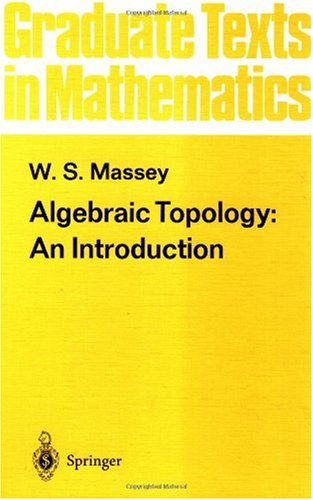 Graduate Texts
in Mathematics
W. S. Massey
Algebraic Topology:
An Introduction
Springer